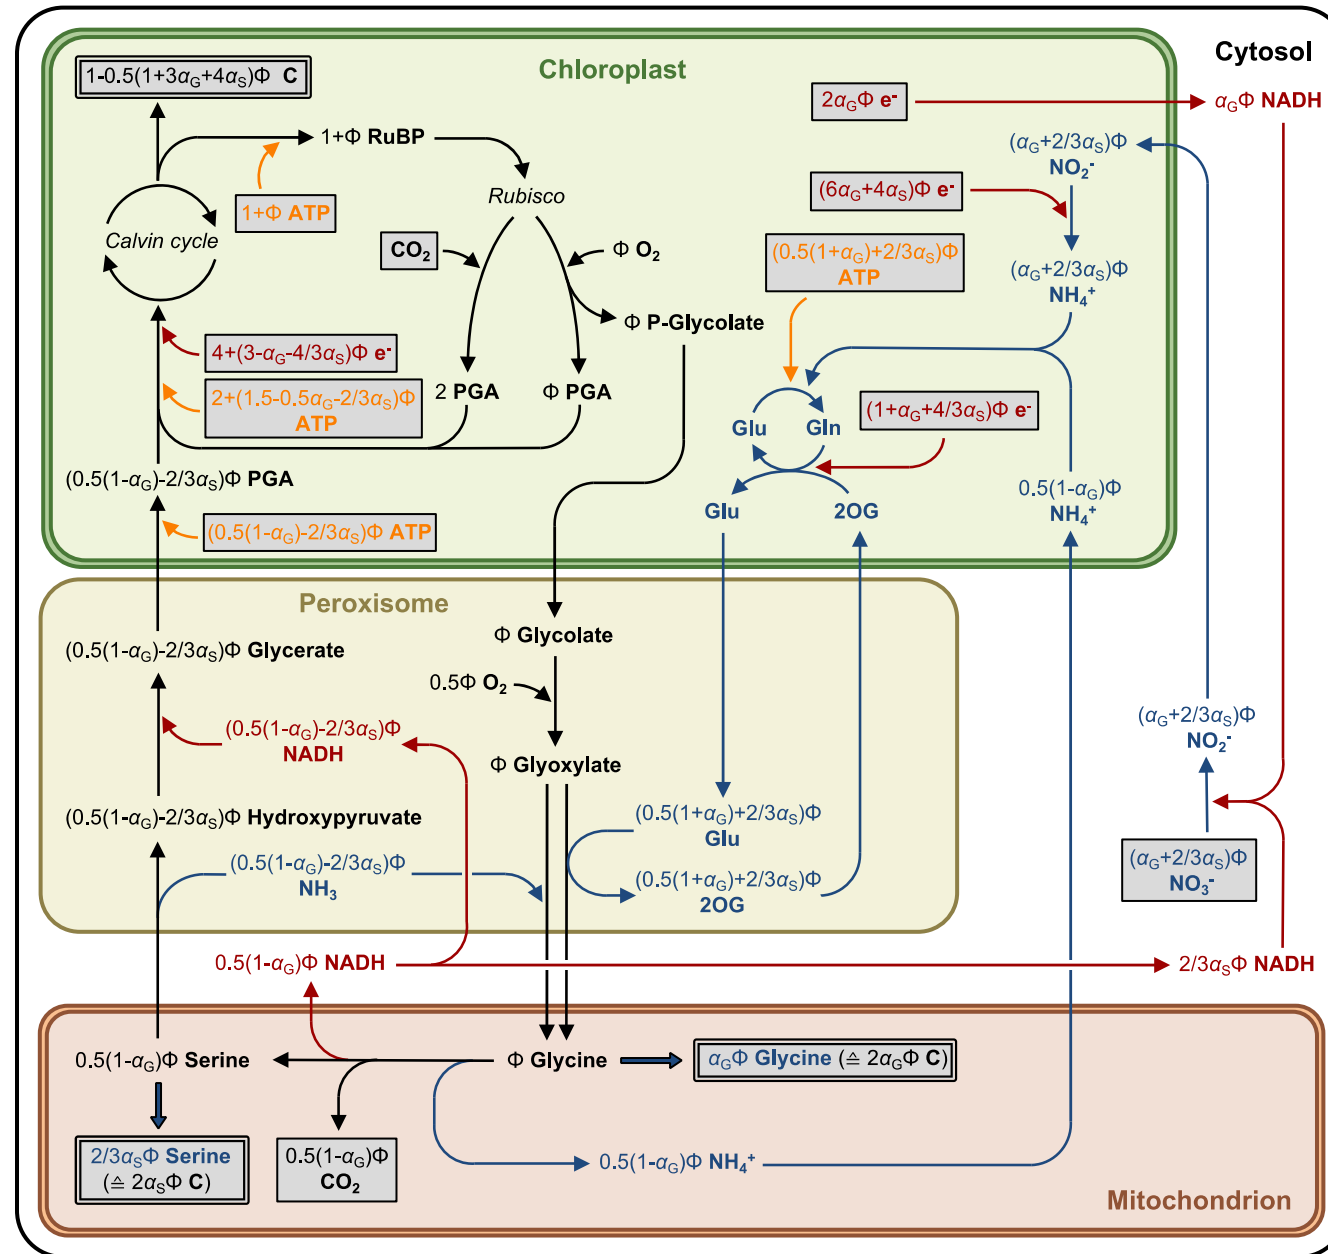 Cytosol
Chloroplast
1-0.5(1+3αG+4αS)Φ C
2αGΦ e-
αGΦ NADH
1+Φ RuBP
(αG+2/3αS)Φ
NO2-
Rubisco
(6αG+4αS)Φ e-
1+Φ ATP
Calvin cycle
CO2
Φ O2
(0.5(1+αG)+2/3αS)Φ
ATP
(αG+2/3αS)Φ
NH4+
Φ P-Glycolate
4+(3-αG-4/3αS)Φ e-
2+(1.5-0.5αG-2/3αS)Φ
ATP
2 PGA
Φ PGA
(1+αG+4/3αS)Φ e-
Glu
Gln
(0.5(1-αG)-2/3αS)Φ PGA
Glu
2OG
0.5(1-αG)Φ
NH4+
(0.5(1-αG)-2/3αS)Φ ATP
Peroxisome
(0.5(1-αG)-2/3αS)Φ Glycerate
Φ Glycolate
0.5Φ O2
(0.5(1-αG)-2/3αS)Φ
NADH
Φ Glyoxylate
(αG+2/3αS)Φ
NO2-
(0.5(1-αG)-2/3αS)Φ Hydroxypyruvate
(0.5(1+αG)+2/3αS)Φ
Glu
(0.5(1-αG)-2/3αS)Φ
NH3
(0.5(1+αG)+2/3αS)Φ
2OG
(αG+2/3αS)Φ
NO3-
0.5(1-αG)Φ NADH
2/3αSΦ NADH
0.5(1-αG)Φ Serine
Φ Glycine
αGΦ Glycine (≙ 2αGΦ C)
2/3αSΦ Serine
(≙ 2αSΦ C)
0.5(1-αG)Φ
CO2
0.5(1-αG)Φ NH4+
Mitochondrion